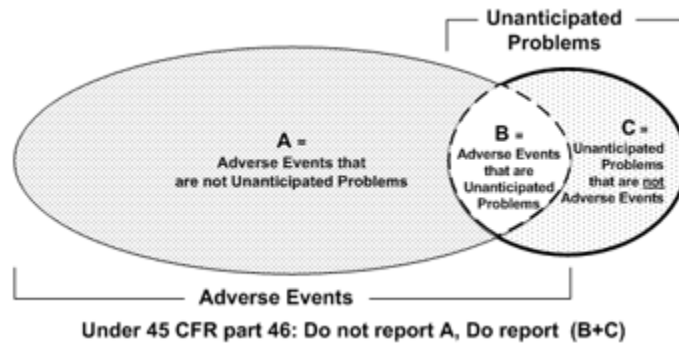 Unanticipated
Problems
A =
Adverse Events that
are not Unanticipated Problems
B =
Adverse Events
that are
Unanticipated
Problems
C =
Unanticipated
Problems
that are not
Adverse Events
Adverse Events
Under 45 CFR part 46: Do not report A, Do report (B+C)